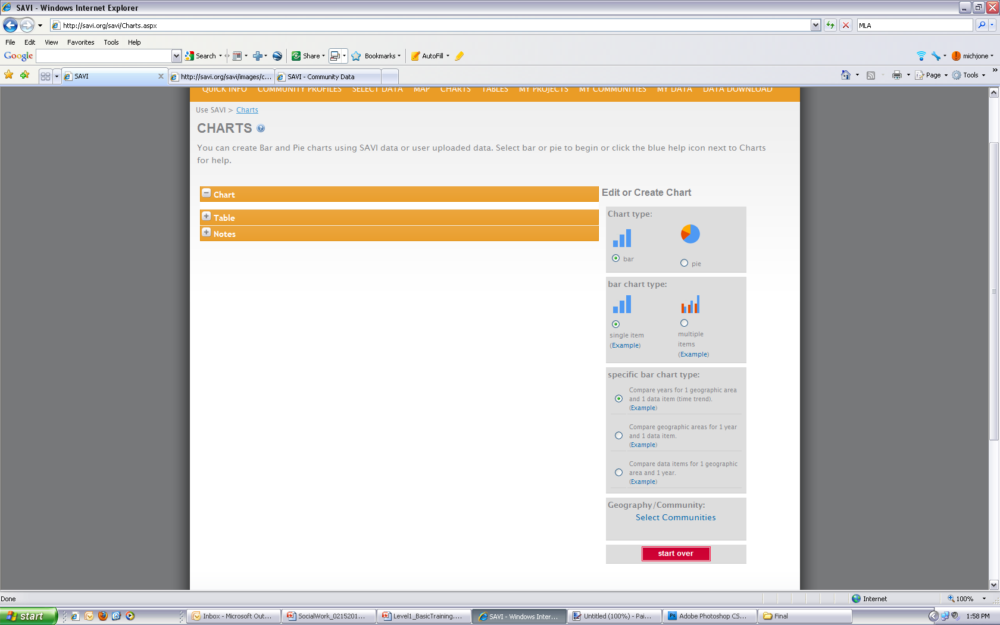 SAVI - Windows Internet Explorer
http://savi.org/savi/Charts.aspx
MLA
File Edit View Favorites Tools Help
Google Search Share Bookmarks AutoFill michjone
SAVI http://savi.org/savi/images/c... SAVI - Community Data Page Tools
QUICK INFO COMMUNITY PROFILES SELECT DATA MAP CHARTS TABLES MY PROJECTS MY COMMUNITIES MY DATA DATA DOWNLOAD
Use SAVI > Charts
CHARTS
You can create Bar and Pie charts using SAVI data or user uploaded data. Select bar or pie to begin or click the blue help icon next to Charts
for help.
Chart
Table
Notes
Edit or Create Chart
Chart type:
bar
pie
bar chart type:
single item
(Example)
multiple
items
(Example)
specific bar chart type:
Compare years for 1 geographic area
and 1 data item (time trend).
(Example)
Compare geographic areas for 1 year
and 1 data item.
(Example)
Compare data items for 1 geographic
area and 1 year.
(Example)
Geography/Community:
Select Communities
start over
Done Internet 100%
start Inbox - Microsoft Out... SocialWork_0215201... Level1_BasicTraining.... SAVI - Windows Inter... Untitled (100%) - Pai... Adobe Photoshop CS... Final 1:58 PM